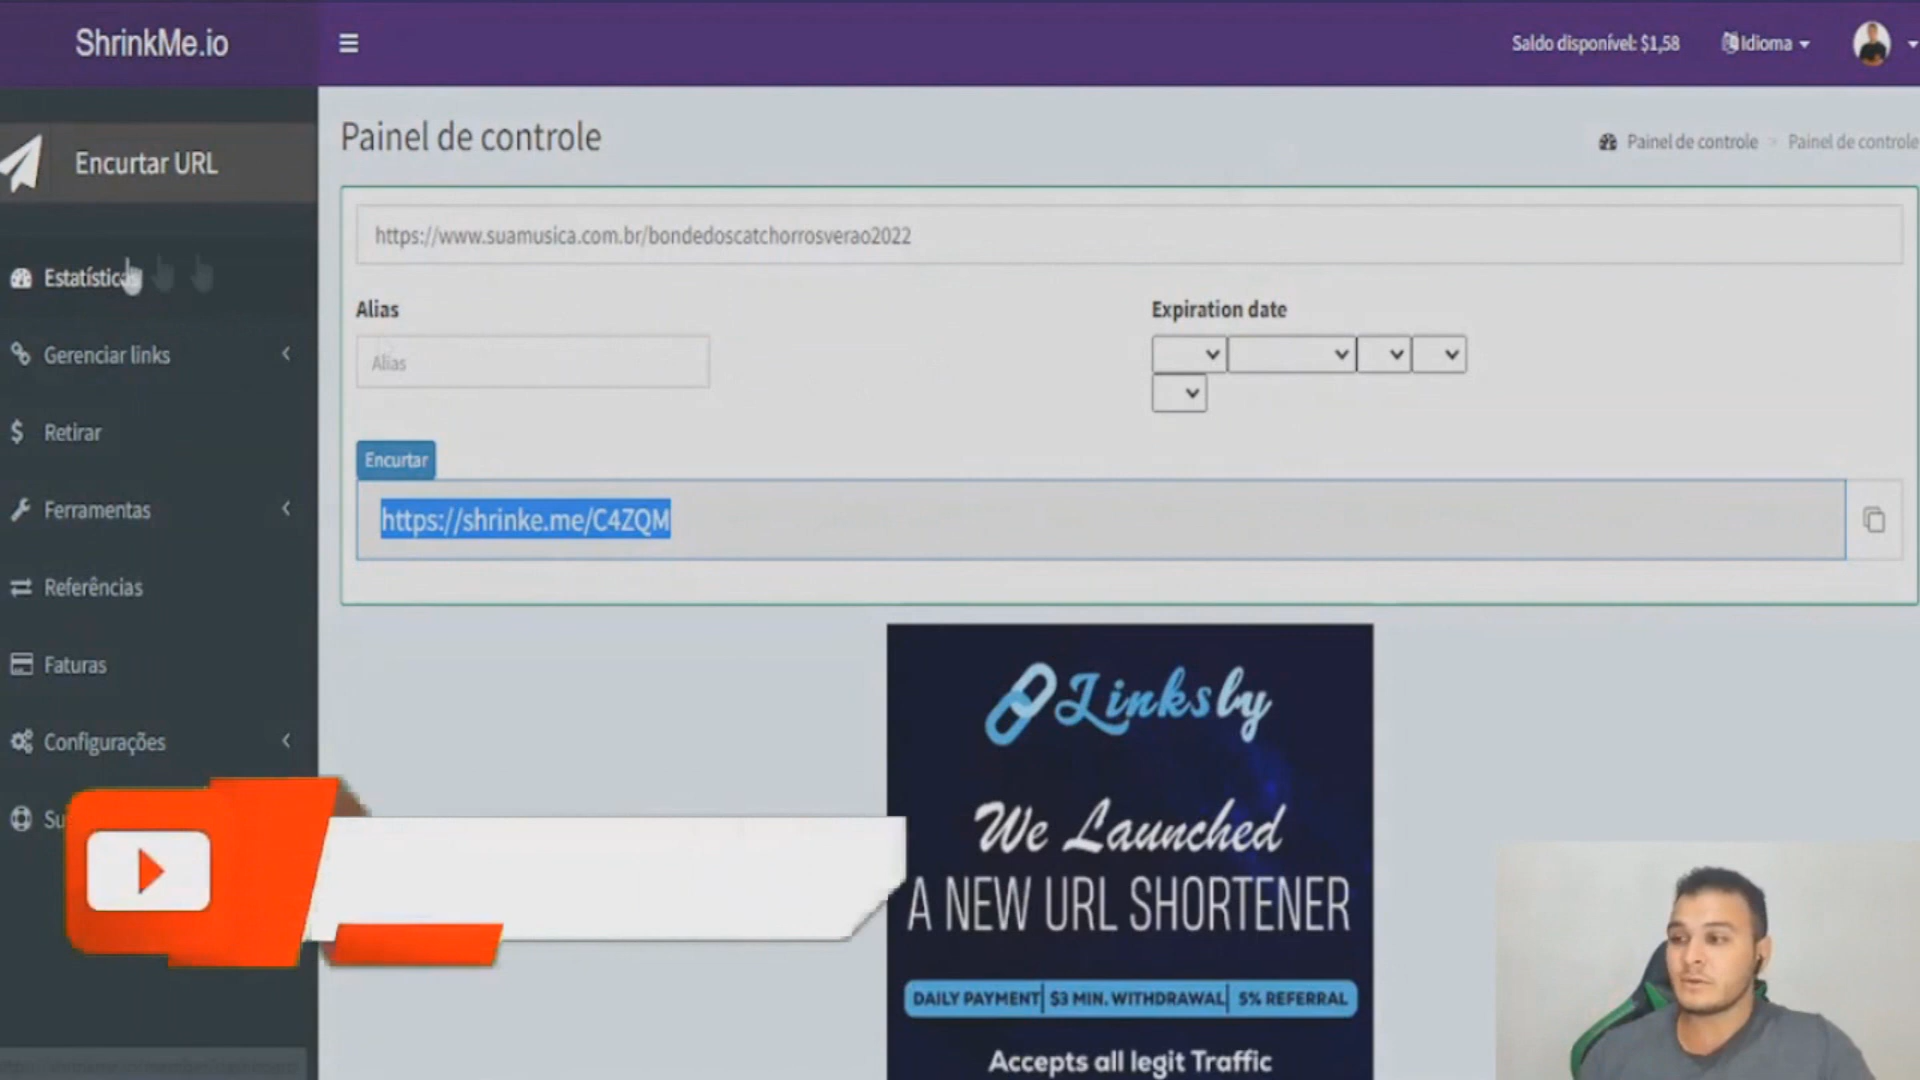 ShrinkMe.io
Saldo disponível: $1,58
Idioma
Encurtar URL
Painel de controle
Painel de controle
Painel de controle
https://www.suamusica.com.br/bondedoscatchorrosverao2022
Estatísticas
Alias
Expiration date
Gerenciar links
Alias
Retirar
Encurtar
Ferramentas
https://shrinke.me/C4ZQM
Referências
Faturas
Linksby
Configurações
Su
We Launched
A NEW URL SHORTENER
DAILY PAYMENT| $3 MIN. WITHDRAWAL| 5% REFERRAL
Accepts all legit Traffic